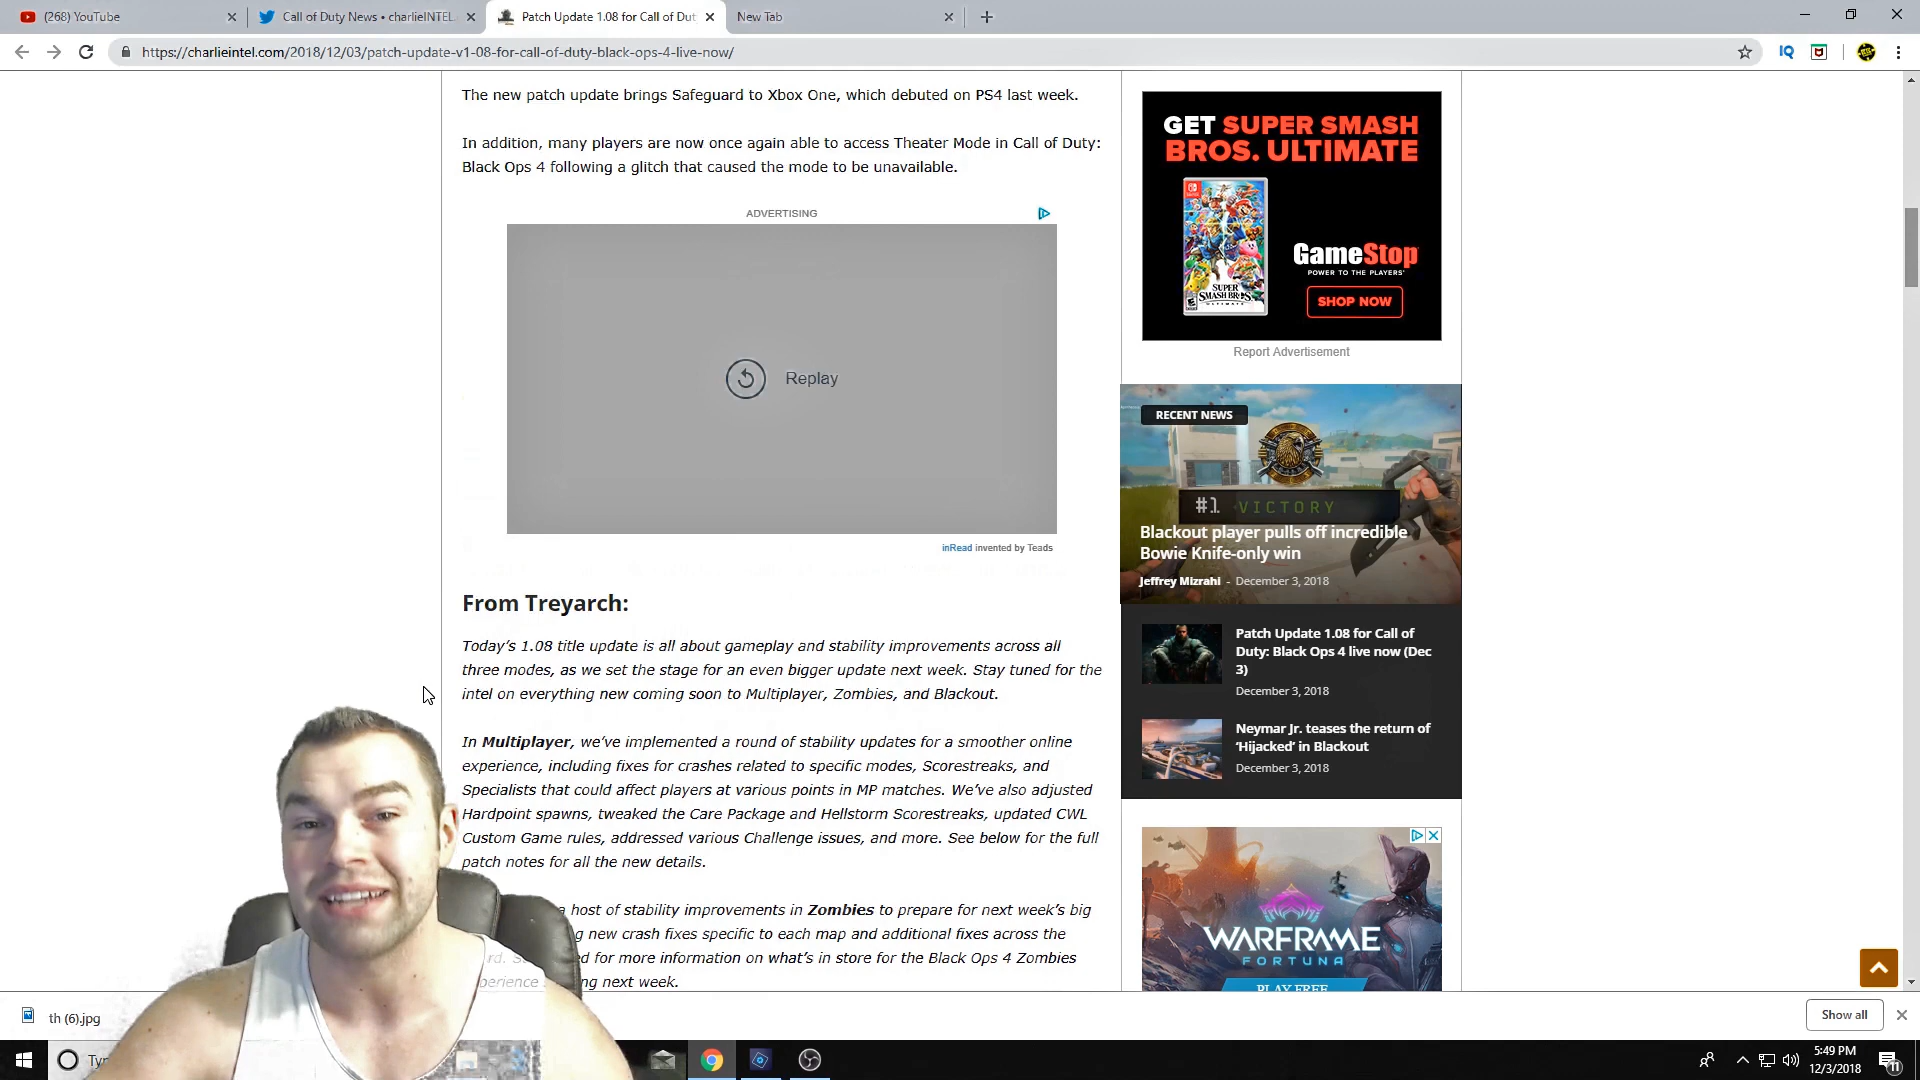 (268) YouTube
Call of Duty News • charlieINTEL
Patch Update 1.08 for Call of Dut
New Tab
https://charlieintel.com/2018/12/03/patch-update-v1-08-for-call-of-duty-black-ops-4-live-now/
The new patch update brings Safeguard to Xbox One, which debuted on PS4 last week.
In addition, many players are now once again able to access Theater Mode in Call of Duty:
Black Ops 4 following a glitch that caused the mode to be unavailable.
ADVERTISING
Replay
inRead invented by Teads
From Treyarch:
Today's 1.08 title update is all about gameplay and stability improvements across all
three modes, as we set the stage for an even bigger update next week. Stay tuned for the
intel on everything new coming soon to Multiplayer, Zombies, and Blackout.
In Multiplayer, we've implemented a round of stability updates for a smoother online
experience, including fixes for crashes related to specific modes, Scorestreaks, and
Specialists that could affect players at various points in MP matches. We've also adjusted
Hardpoint spawns, tweaked the Care Package and Hellstorm Scorestreaks, updated CWL
Custom Game rules, addressed various Challenge issues, and more. See below for the full
patch notes for all the new details.
a host of stability improvements in Zombies to prepare for next week's big
new crash fixes specific to each map and additional fixes across the
for more information on what's in store for the Black Ops 4 Zombies
next week.
GET SUPER SMASH
BROS. ULTIMATE
SUPER
SMASH BROS.
ULTIMATE
GameStop
POWER TO THE PLAYERS
SHOP NOW
Report Advertisement
RECENT NEWS
#1 VICTORY
Blackout player pulls off incredible
Bowie Knife-only win
Jeffrey Mizrahi - December 3, 2018
Patch Update 1.08 for Call of
Duty: Black Ops 4 live now (Dec
3)
December 3, 2018
Neymar Jr. teases the return of
'Hijacked' in Blackout
December 3, 2018
WARFRAME
FORTUNA
PLAY FREE
th (6).jpg
Show all
5:49 PM
12/3/2018
11